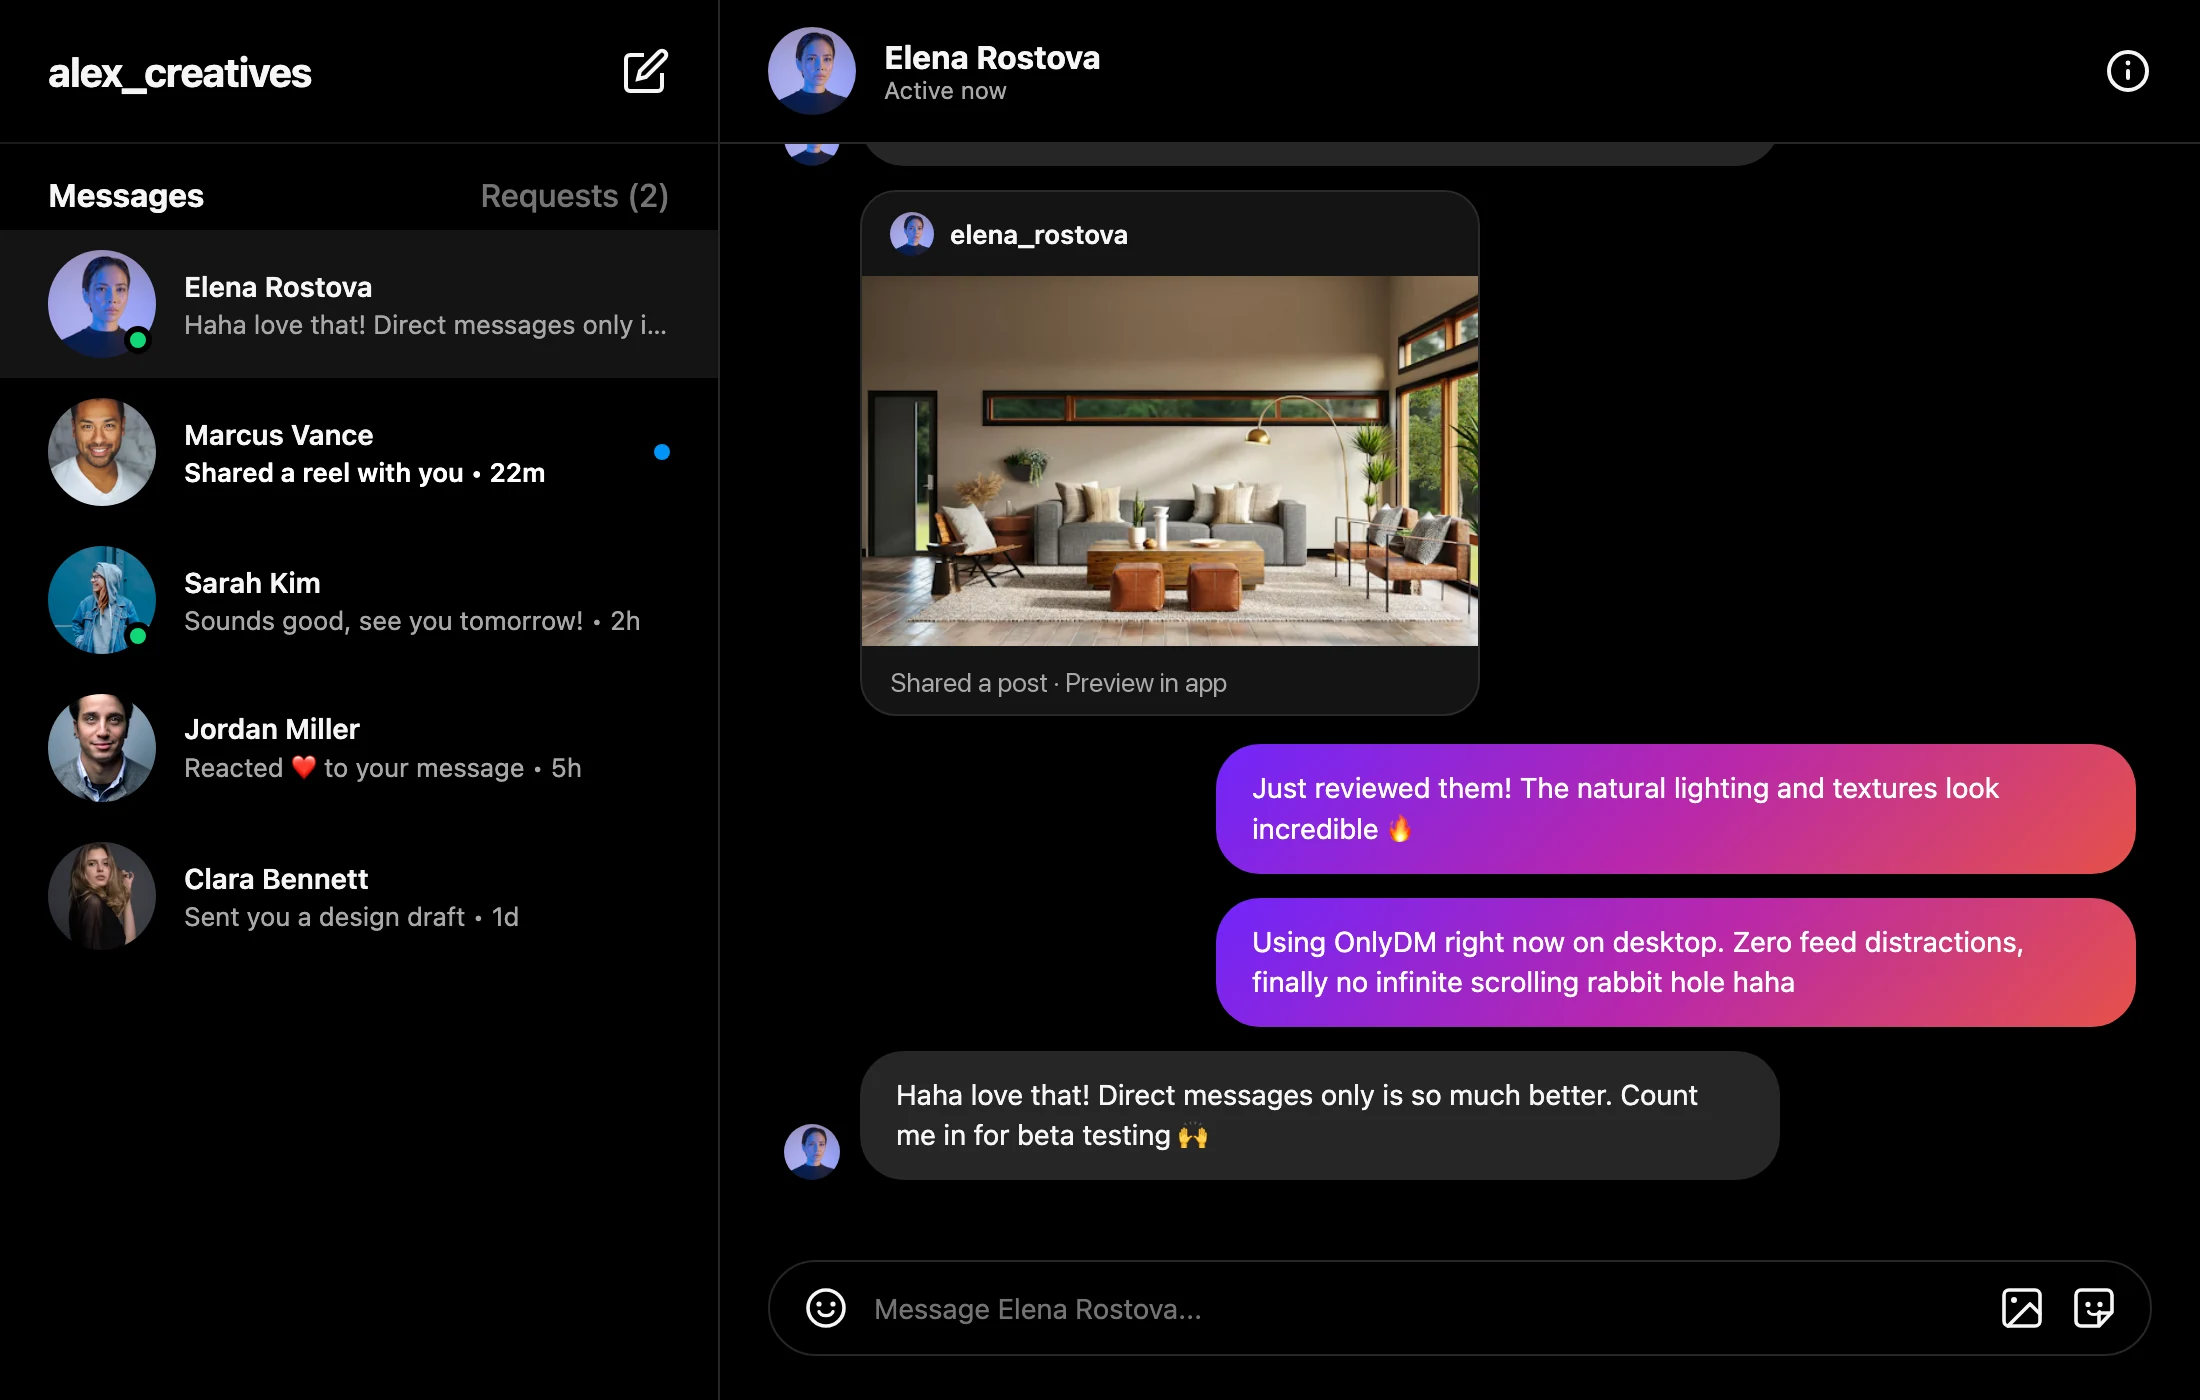 alex_creatives
Messages
Requests (2)
Elena Rostova
Haha love that! Direct messages only i...
Marcus Vance
Shared a reel with you • 22m
Sarah Kim
Sounds good, see you tomorrow! • 2h
Jordan Miller
Reacted ❤️ to your message • 5h
Clara Bennett
Sent you a design draft • 1d
Elena Rostova
Active now
elena_rostova
Shared a post · Preview in app
Just reviewed them! The natural lighting and textures look
incredible 🔥
Using OnlyDM right now on desktop. Zero feed distractions,
finally no infinite scrolling rabbit hole haha
Haha love that! Direct messages only is so much better. Count
me in for beta testing 🙌
Message Elena Rostova...